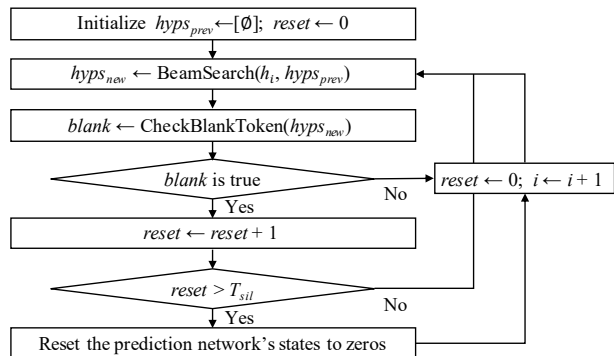 Initialize hyps_prev ←[∅]; reset ← 0
hyps_new ← BeamSearch(h_i, hyps_prev)
blank ← CheckBlankToken(hyps_new)
blank is true
No
reset ← 0; i ← i + 1
Yes
reset ← reset + 1
reset > T_sil
No
Yes
Reset the prediction network's states to zeros